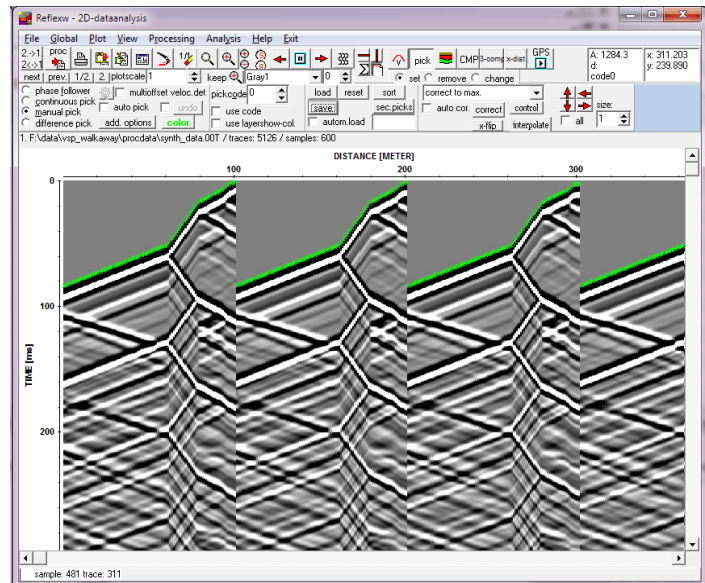 Reflexw - 2D-dataanalysis
File Global Plot View Processing Analysis Help Exit
2.->1 proc GPS A: 1284.3 x: 311.203
2<->1 1/2 pick CMP 3-comp x-dist. d: y: 239.890
code0
next prev. 1/2. 2. plotscale 1 keep Gray1 0 set remove change
phase follower multioffset veloc.det pickcode 0 load reset sort correct to max. size:
continuous pick auto pick undo use code save sec.picks auto cor. correct control all 1
manual pick
difference pick add. options color use layershow-col. autom.load x-flip interpolate
1. F:\data\vsp_walkaway\procdata\synth_data.00T / traces: 5126 / samples: 600
DISTANCE [METER]
100 200 300
0
100
TIME [ms]
200
sample: 481 trace: 311